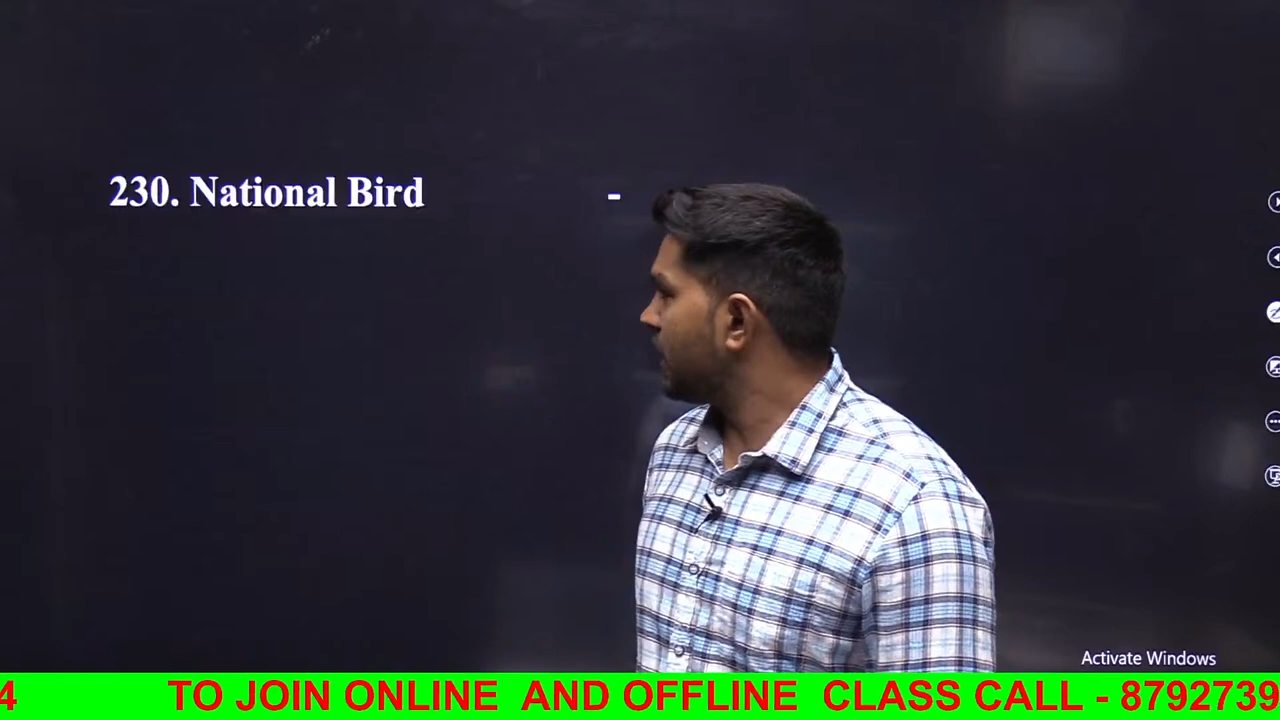 230. National Bird -
Activate Windows
4 TO JOIN ONLINE AND OFFLINE CLASS CALL - 8792739